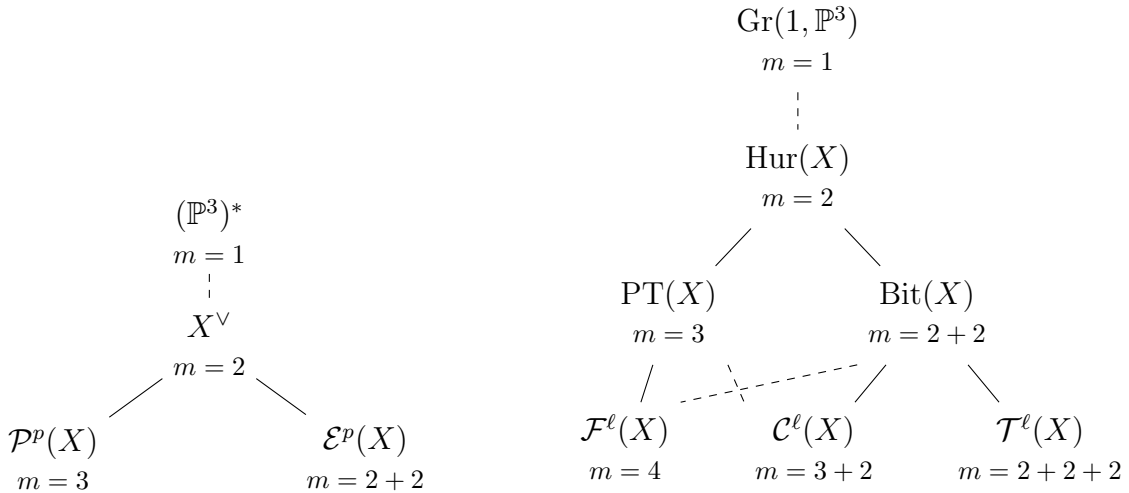 Gr(1, ℙ³)
m = 1
Hur(X)
m = 2
(ℙ³)*
m = 1
PT(X) Bit(X)
m = 3 m = 2 + 2
X^∨
m = 2
𝒫^p(X) ℰ^p(X) ℱ^ℓ(X) 𝒞^ℓ(X) 𝒯^ℓ(X)
m = 3 m = 2 + 2 m = 4 m = 3 + 2 m = 2 + 2 + 2